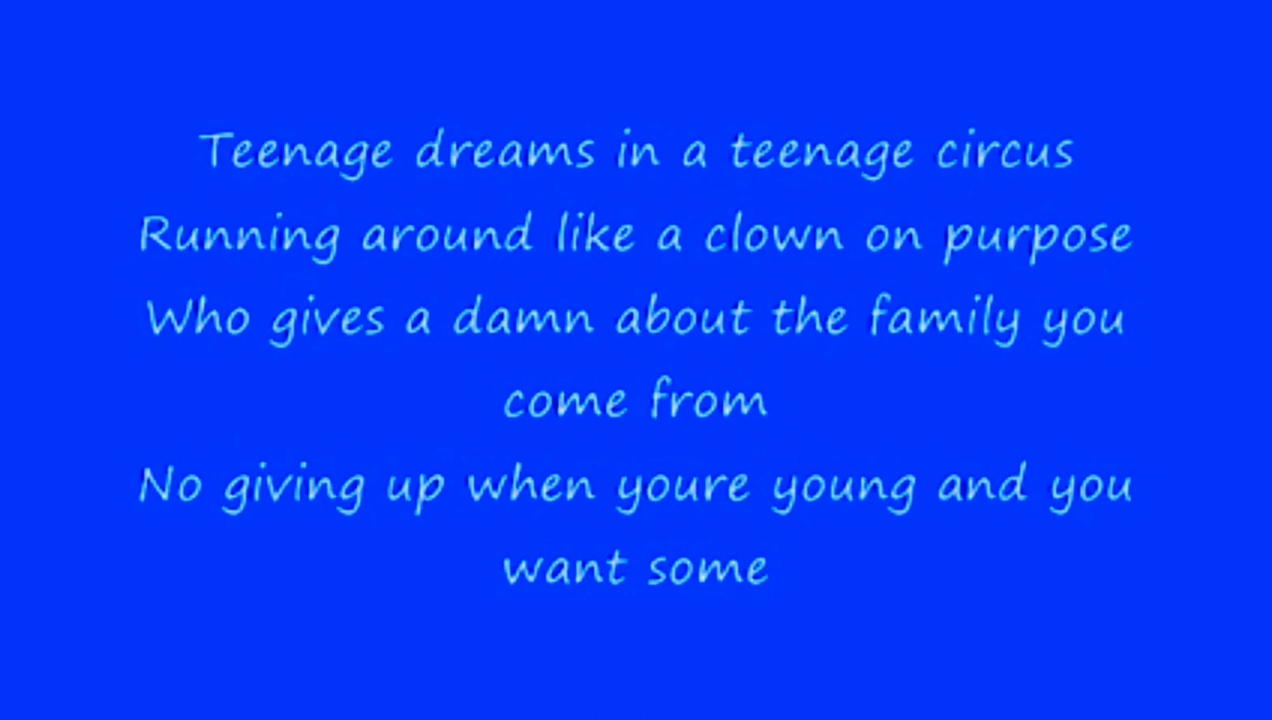 Teenage dreams in a teenage circus
Running around like a clown on purpose
Who gives a damn about the family you
come from
No giving up when youre young and you
want some